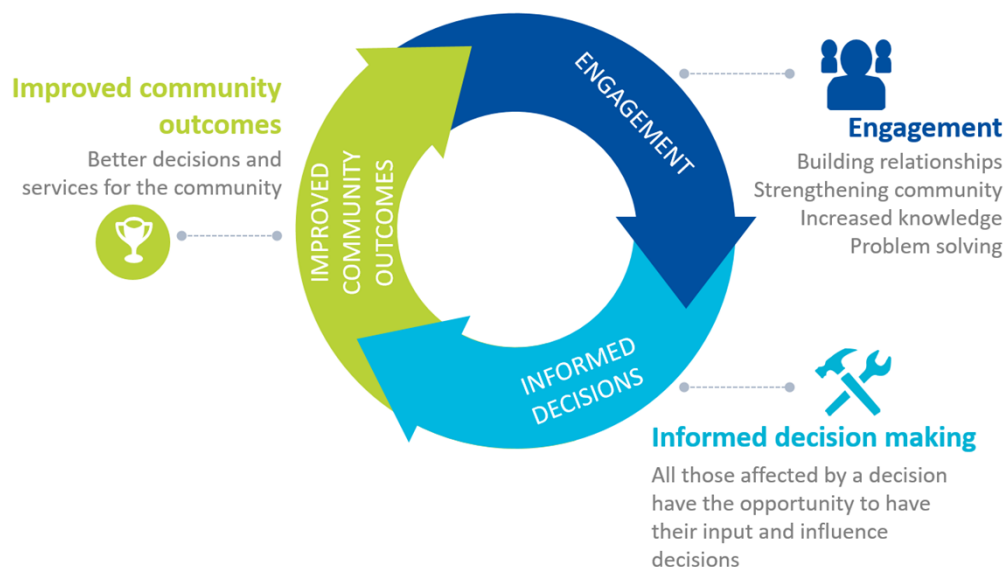 Improved community
outcomes
Better decisions and
services for the community
IMPROVED
COMMUNITY
OUTCOMES
ENGAGEMENT
INFORMED
DECISIONS
Engagement
Building relationships
Strengthening community
Increased knowledge
Problem solving
Informed decision making
All those affected by a decision
have the opportunity to have
their input and influence
decisions